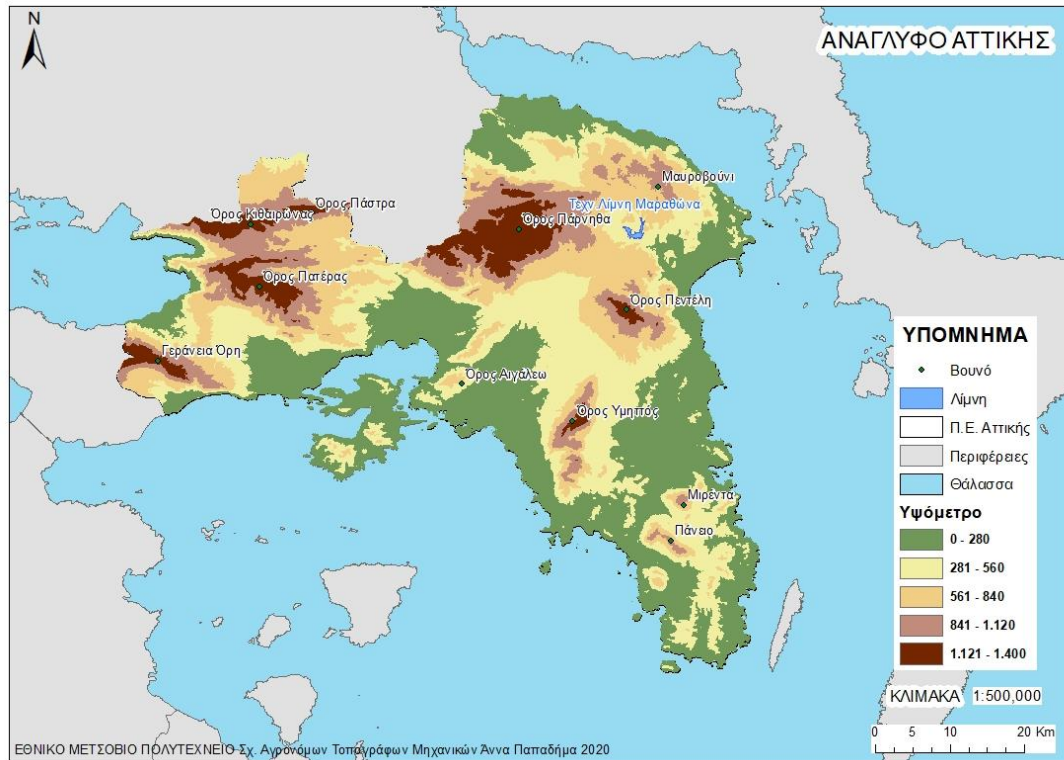 N
ΑΝΑΓΛΥΦΟ ΑΤΤΙΚΗΣ
Μαυροβούνι
Όρος Πάστρα
Τεχν Λίμνη Μαραθώνα
Όρος Κιθαιρώνας
Όρος Πάρνηθα
Όρος Πατέρας
Όρος Πεντέλη
Γεράνεια Όρη
Όρος Αιγάλεω
Όρος Υμηττός
Μιρέντα
Πάνειο
ΥΠΟΜΝΗΜΑ
Βουνό
Λίμνη
Π.Ε. Αττικής
Περιφέρειες
Θάλασσα
Υψόμετρο
0 - 280
281 - 560
561 - 840
841 - 1.120
1.121 - 1.400
ΚΛΙΜΑΚΑ 1:500,000
0 5 10 20 Km
ΕΘΝΙΚΟ ΜΕΤΣΟΒΙΟ ΠΟΛΥΤΕΧΝΕΙΟ Σχ. Αγρονόμων Τοπογράφων Μηχανικών Άννα Παπαδήμα 2020